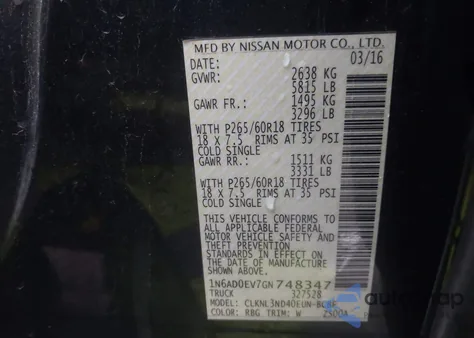 MFD BY NISSAN MOTOR CO., LTD.
DATE: 03/16
GVWR: 2638 KG
5815 LB
GAWR FR.: 1495 KG
3296 LB
WITH P265/60R18 TIRES
18 X 7.5 RIMS AT 35 PSI
COLD SINGLE
GAWR RR.: 1511 KG
3331 LB
WITH P265/60R18 TIRES
18 X 7.5 RIMS AT 35 PSI
COLD SINGLE
THIS VEHICLE CONFORMS TO
ALL APPLICABLE FEDERAL
MOTOR VEHICLE SAFETY AND
THEFT PREVENTION
STANDARDS IN EFFECT ON
THE DATE OF MANUFACTURE
SHOWN ABOVE.
1N6AD0EV7GN748347
TRUCK 327528
MODEL:
COLOR: RBG TRIM: W